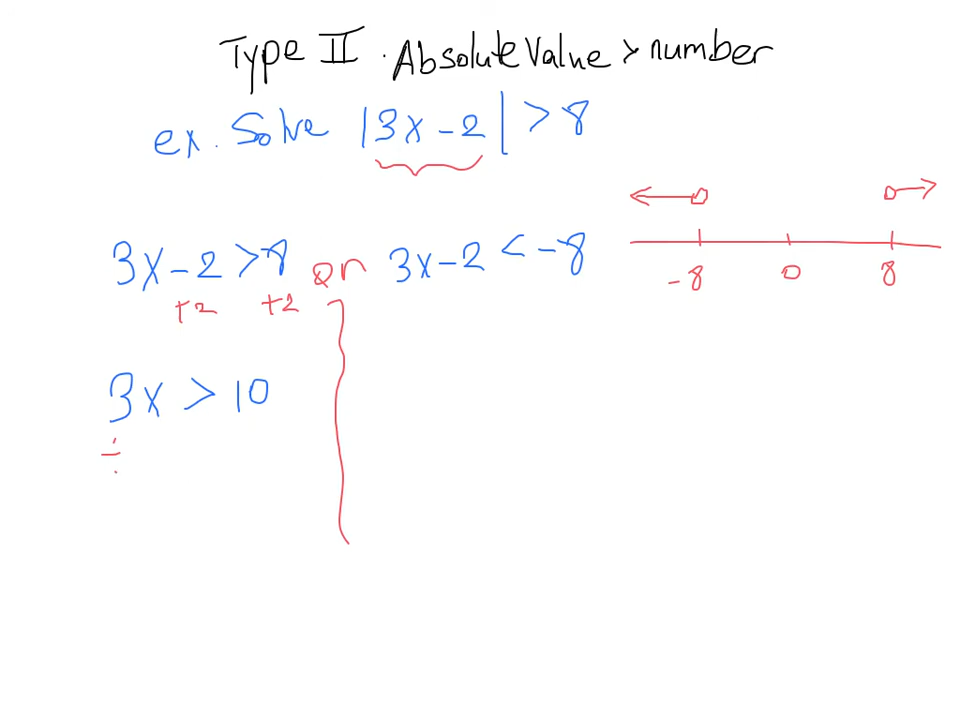 Type II . Absolute Value > number
ex. Solve |3x-2| > 8
3x-2 > 8 or 3x-2 < -8
+2 +2
-8 0 8
3x > 10
÷